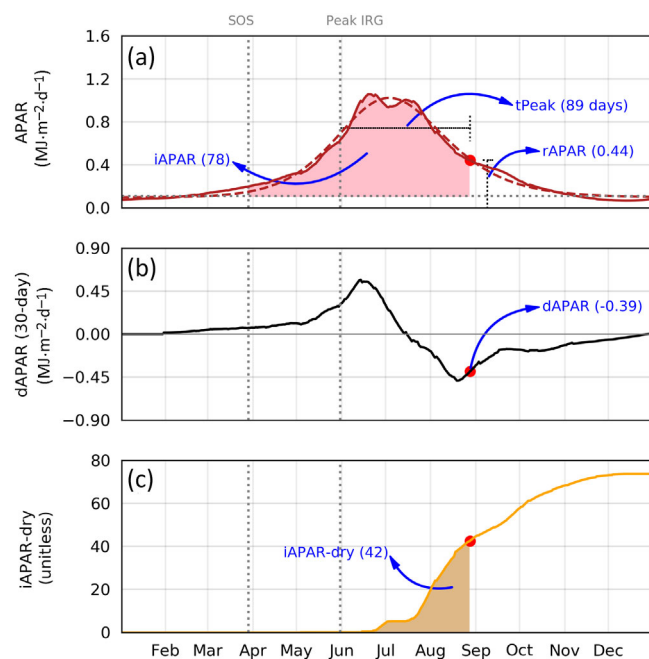 SOS
Peak IRG
(a)
APAR
(MJ·m⁻²·d⁻¹)
1.6
1.2
0.8
0.4
0.0
tPeak (89 days)
iAPAR (78)
rAPAR (0.44)
(b)
dAPAR (30-day)
(MJ·m⁻²·d⁻¹)
0.90
0.45
0.00
−0.45
−0.90
dAPAR (-0.39)
(c)
iAPAR-dry
(unitless)
80
60
40
20
0
iAPAR-dry (42)
Feb Mar Apr May Jun Jul Aug Sep Oct Nov Dec